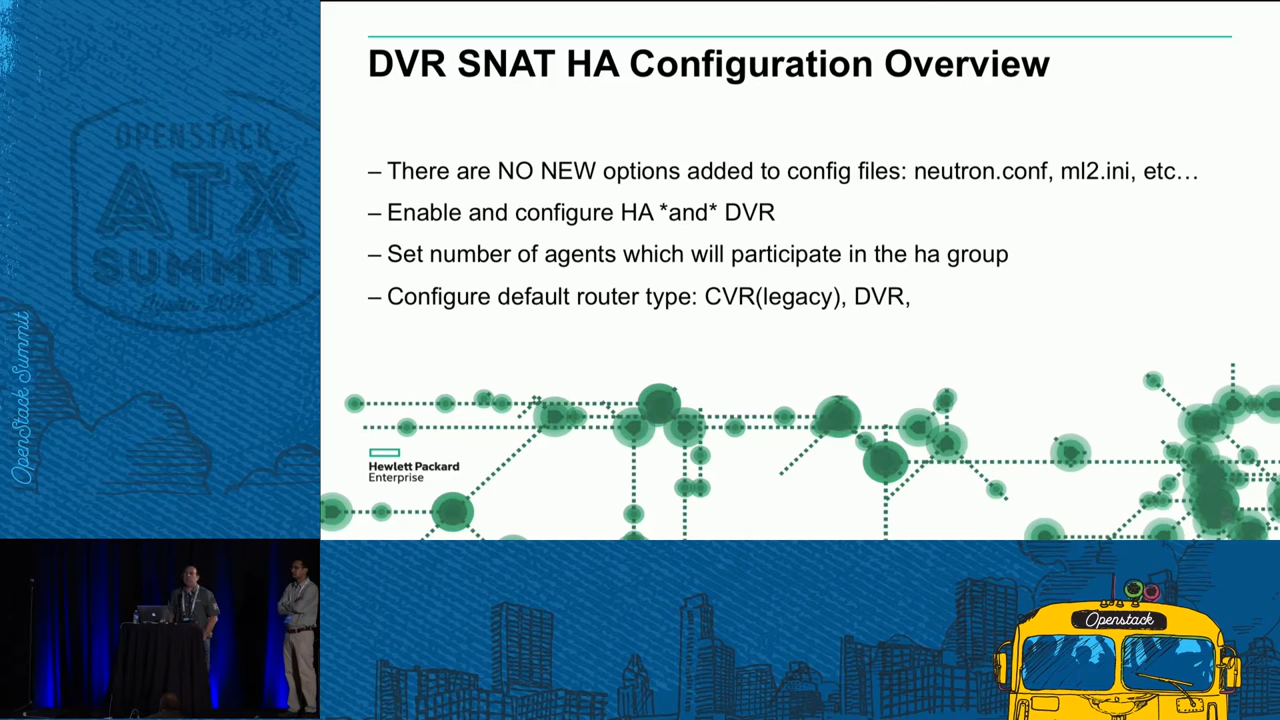 DVR SNAT HA Configuration Overview
– There are NO NEW options added to config files: neutron.conf, ml2.ini, etc…
– Enable and configure HA *and* DVR
– Set number of agents which will participate in the ha group
– Configure default router type: CVR(legacy), DVR,
Hewlett Packard
Enterprise
OPENSTACK
ATX
SUMMIT
OpenStack Summit
Openstack